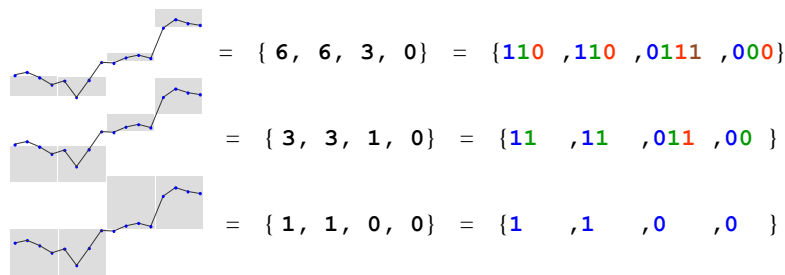 = { 6, 6, 3, 0} = {110 ,110 ,0111 ,000}
= { 3, 3, 1, 0} = {11 ,11 ,011 ,00 }
= { 1, 1, 0, 0} = {1 ,1 ,0 ,0 }